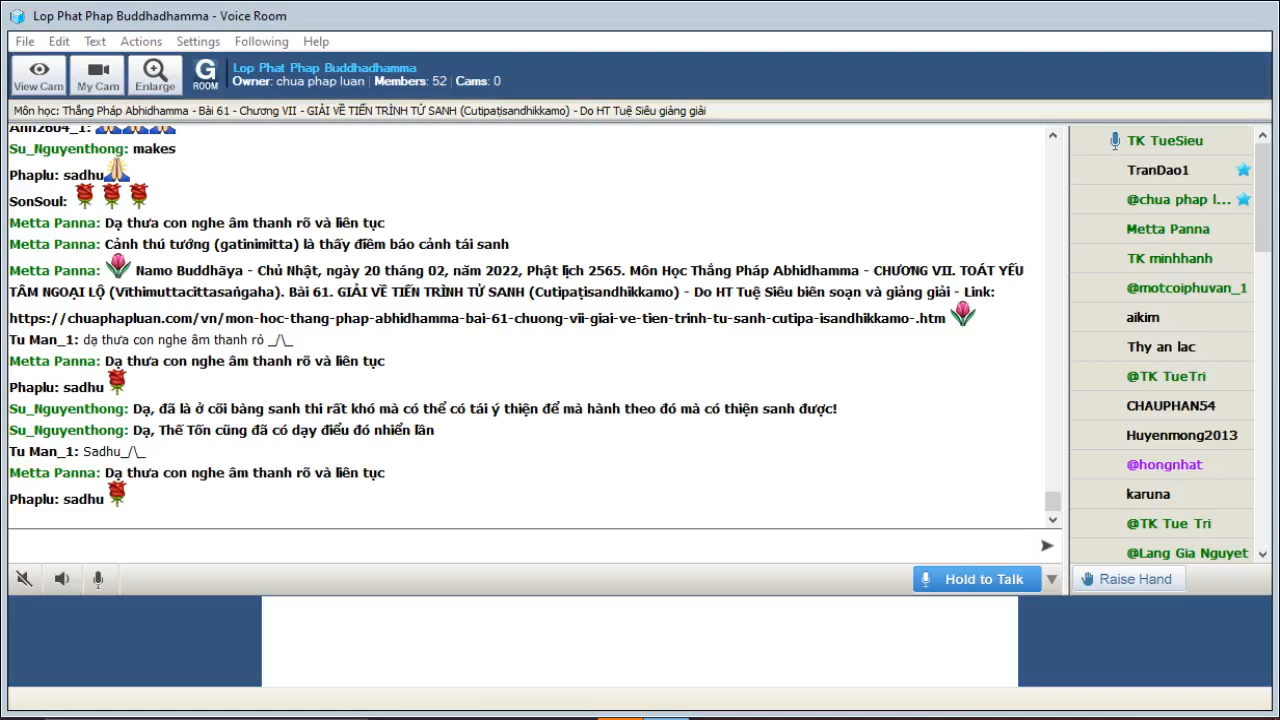 Lop Phat Phap Buddhadhamma - Voice Room
File Edit Text Actions Settings Following Help
View Cam My Cam Enlarge G ROOM
Lop Phat Phap Buddhadhamma
Owner: chua phap luan | Members: 52 | Cams: 0
Môn học: Thắng Pháp Abhidhamma - Bài 61 - Chương VII - GIẢI VỀ TIẾN TRÌNH TỬ SANH (Cutipaṭisandhikkamo) - Do HT Tuệ Siêu giảng giải
Anh2604_1:
Su_Nguyenthong: makes
Phaplu: sadhu
SonSoul:
Metta Panna: Dạ thưa con nghe âm thanh rõ và liên tục
Metta Panna: Cảnh thú tướng (gatinimitta) là thấy điềm báo cảnh tái sanh
Metta Panna: Namo Buddhāya - Chủ Nhật, ngày 20 tháng 02, năm 2022, Phật lịch 2565. Môn Học Thắng Pháp Abhidhamma - CHƯƠNG VII. TOÁT YẾU
TÂM NGOẠI LỘ (Vīthimuttacittasaṅgaha). Bài 61. GIẢI VỀ TIẾN TRÌNH TỬ SANH (Cutipaṭisandhikkamo) - Do HT Tuệ Siêu biên soạn và giảng giải - Link:
https://chuaphapluan.com/vn/mon-hoc-thang-phap-abhidhamma-bai-61-chuong-vii-giai-ve-tien-trinh-tu-sanh-cutipa-isandhikkamo-.htm
Tu Man_1: dạ thưa con nghe âm thanh rỏ _/\_
Metta Panna: Dạ thưa con nghe âm thanh rõ và liên tục
Phaplu: sadhu
Su_Nguyenthong: Dạ, đã là ở cõi bàng sanh thi rất khó mà có thể có tái ý thiện để mà hành theo đó mà có thiện sanh được!
Su_Nguyenthong: Dạ, Thế Tốn cũng đã có dạy điểu đó nhiển lân
Tu Man_1: Sadhu_/\_
Metta Panna: Dạ thưa con nghe âm thanh rõ và liên tục
Phaplu: sadhu
Hold to Talk
TK TueSieu
TranDao1
@chua phap l...
Metta Panna
TK minhhanh
@motcoiphuvan_1
aikim
Thy an lac
@TK TueTri
CHAUPHAN54
Huyenmong2013
@hongnhat
karuna
@TK Tue Tri
@Lang Gia Nguyet
Raise Hand